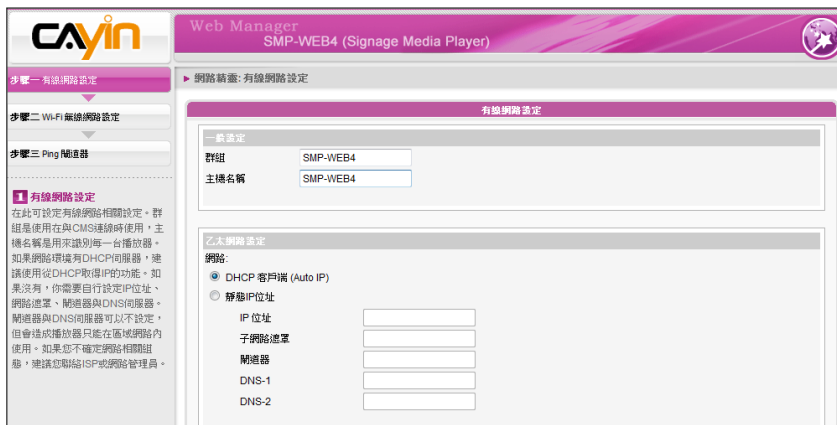 CAYIN
Web Manager
SMP-WEB4 (Signage Media Player)
步驟一 有線網路設定
步驟二 Wi-Fi 無線網路設定
步驟三 Ping 閘道器
1 有線網路設定
在此可設定有線網路相關設定。群
組是使用在與CMS連線時使用，主
機名稱是用來識別每一台播放器。
如果網路環境有DHCP伺服器，建
議使用從DHCP取得IP的功能。如
果沒有，你需要自行設定IP位址、
網路遮罩、閘道器與DNS伺服器。
閘道器與DNS伺服器可以不設定，
但會造成播放器只能在區域網路內
使用。如果您不確定網路相關組
態，建議您聯絡ISP或網路管理員。
網路精靈: 有線網路設定
有線網路設定
一般設定
群組 SMP-WEB4
主機名稱 SMP-WEB4
乙太網路設定
網路:
DHCP 客戶端 (Auto IP)
靜態IP位址
IP 位址
子網路遮罩
閘道器
DNS-1
DNS-2